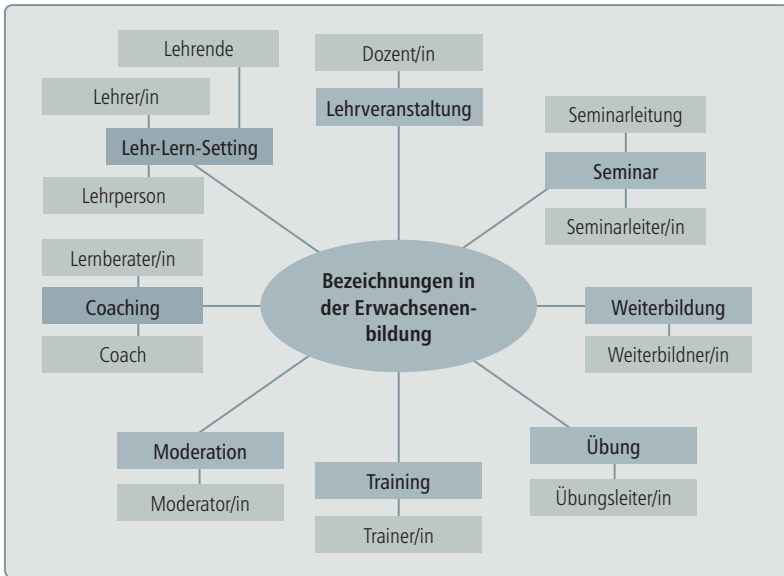 Lehrende
Dozent/in
Lehrer/in
Lehrveranstaltung
Seminarleitung
Lehr-Lern-Setting
Seminar
Lehrperson
Seminarleiter/in
Lernberater/in
Coaching
Coach
Bezeichnungen in
der Erwachsenen-
bildung
Weiterbildung
Weiterbildner/in
Moderation
Moderator/in
Training
Trainer/in
Übung
Übungsleiter/in